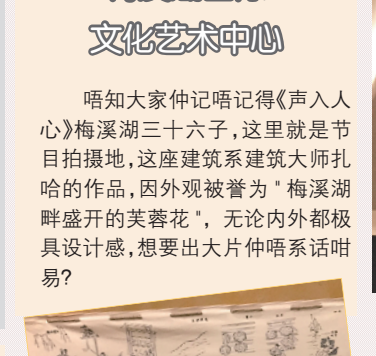 文化艺术中心
唔知大家仲记唔记得《声入人
心》梅溪湖三十六子，这里就是节
目拍摄地，这座建筑系建筑大师扎
哈的作品，因外观被誉为 " 梅溪湖
畔盛开的芙蓉花 "，无论内外都极
具设计感，想要出大片仲唔系话咁
易？